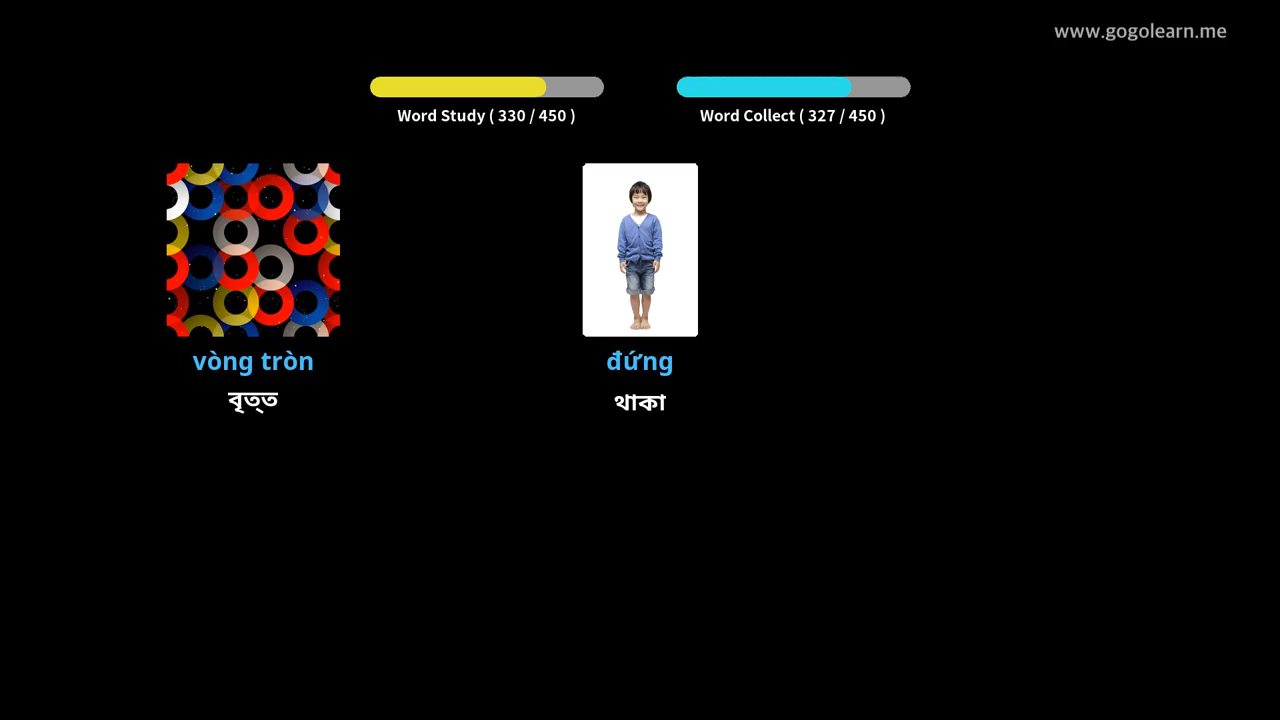 www.gogolearn.me
Word Study ( 330 / 450 )
Word Collect ( 327 / 450 )
vòng tròn
đứng
বৃত্ত
থাকা